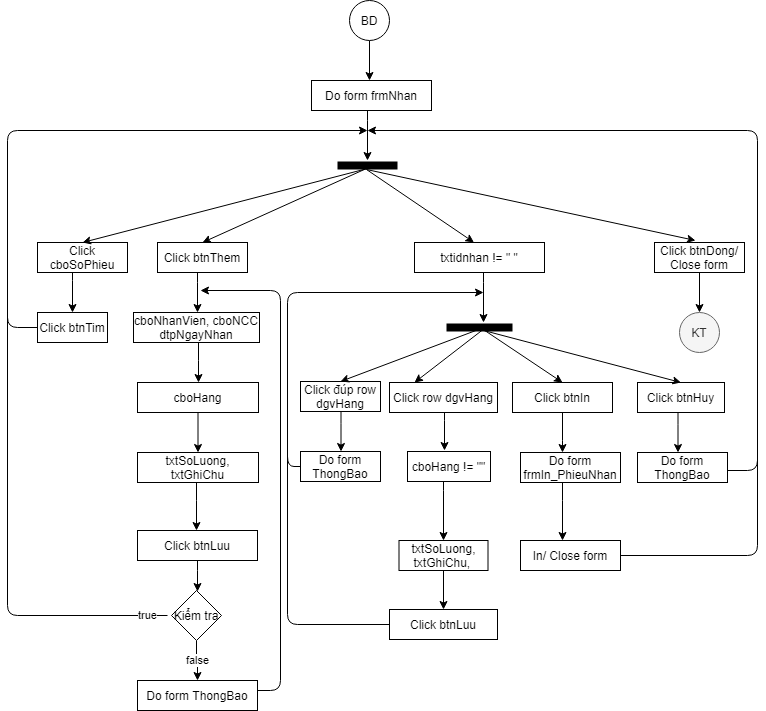 BD
Do form frmNhan
Click
cboSoPhieu
Click btnThem
txtidnhan != " "
Click btnDong/
Close form
Click btnTim
cboNhanVien, cboNCC
dtpNgayNhan
KT
cboHang
Click đúp row
dgvHang
Click row dgvHang
Click btnIn
Click btnHuy
txtSoLuong,
txtGhiChu
Do form
ThongBao
cboHang != ""
Do form
frmIn_PhieuNhan
Do form
ThongBao
Click btnLuu
txtSoLuong,
txtGhiChu,
In/ Close form
true
Kiểm tra
Click btnLuu
false
Do form ThongBao